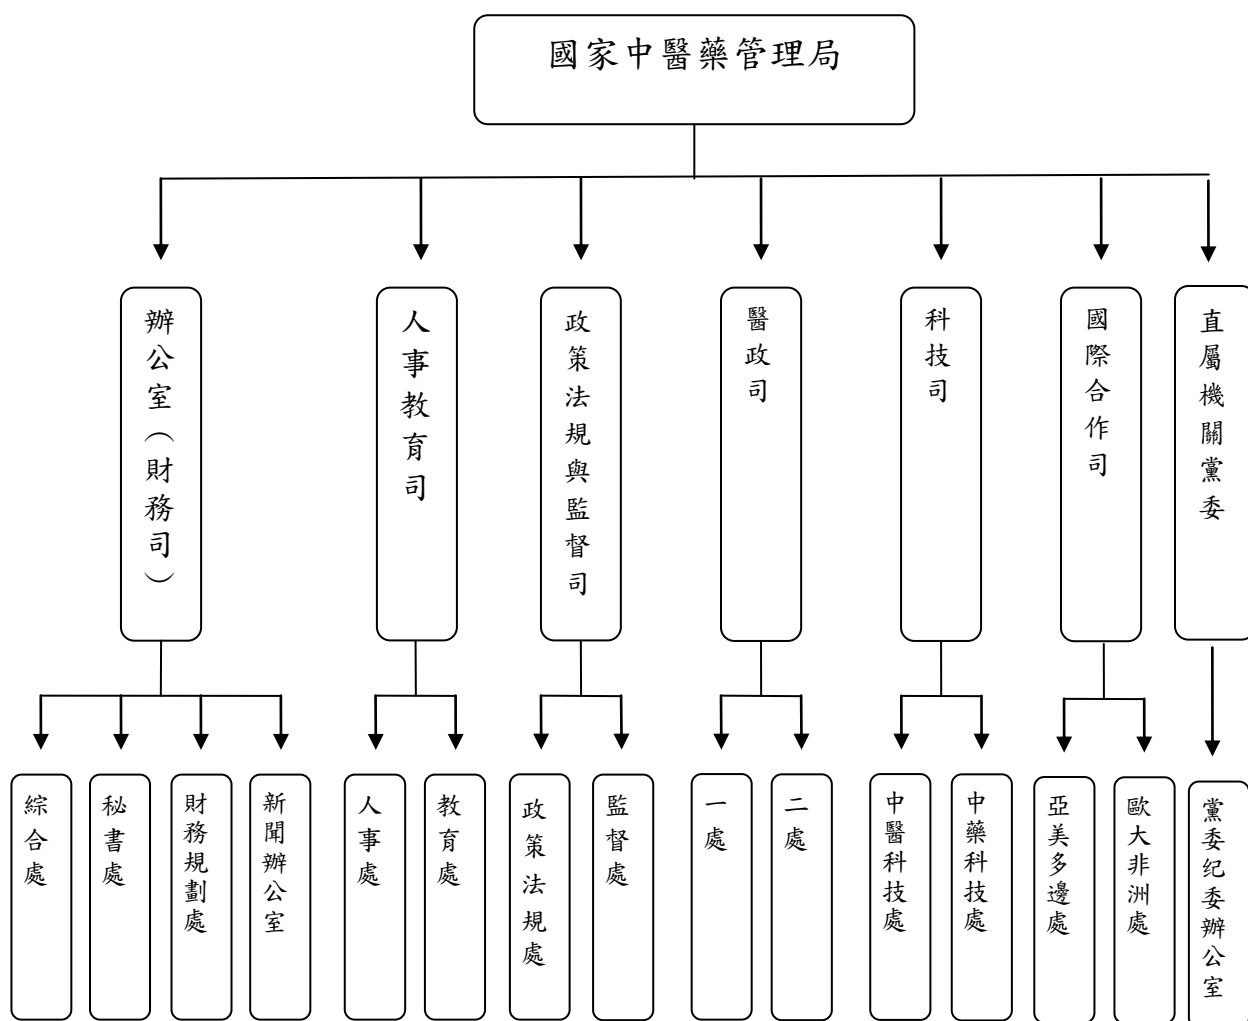 國家中醫藥管理局
辦公室（財務司）
人事教育司
政策法規與監督司
醫政司
科技司
國際合作司
直屬機關黨委
綜合處
秘書處
財務規劃處
新聞辦公室
人事處
教育處
政策法規處
監督處
一處
二處
中醫科技處
中藥科技處
亞美多邊處
歐大非洲處
黨委纪委辦公室